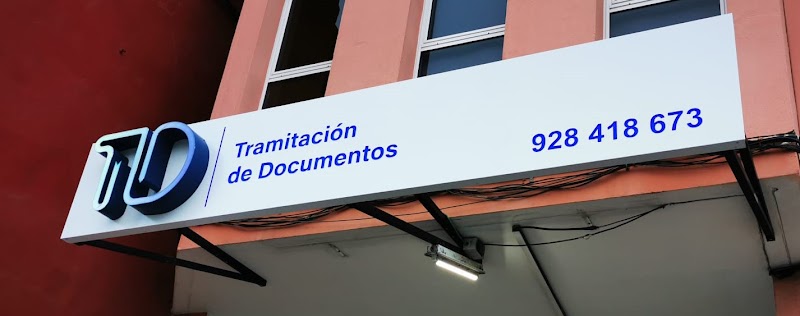 TD
Tramitación
de Documentos
928 418 673